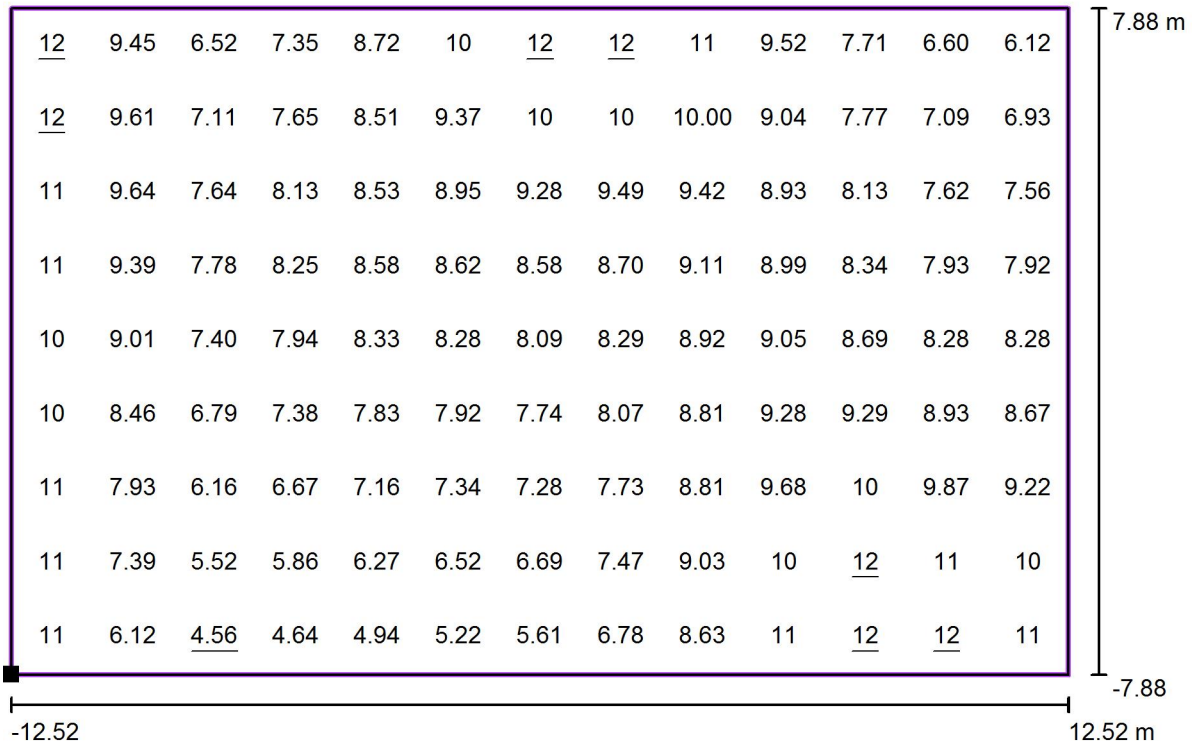 12 9.45 6.52 7.35 8.72 10 12 12 11 9.52 7.71 6.60 6.12
7.88 m
12 9.61 7.11 7.65 8.51 9.37 10 10 10.00 9.04 7.77 7.09 6.93
11 9.64 7.64 8.13 8.53 8.95 9.28 9.49 9.42 8.93 8.13 7.62 7.56
11 9.39 7.78 8.25 8.58 8.62 8.58 8.70 9.11 8.99 8.34 7.93 7.92
10 9.01 7.40 7.94 8.33 8.28 8.09 8.29 8.92 9.05 8.69 8.28 8.28
10 8.46 6.79 7.38 7.83 7.92 7.74 8.07 8.81 9.28 9.29 8.93 8.67
11 7.93 6.16 6.67 7.16 7.34 7.28 7.73 8.81 9.68 10 9.87 9.22
11 7.39 5.52 5.86 6.27 6.52 6.69 7.47 9.03 10 12 11 10
11 6.12 4.56 4.64 4.94 5.22 5.61 6.78 8.63 11 12 12 11
-7.88
-12.52 12.52 m